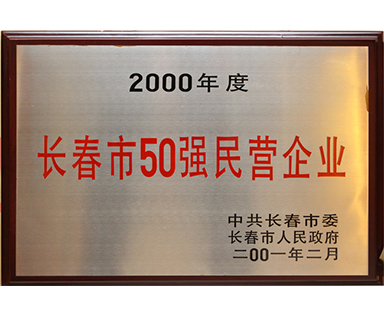 2000年度
长春市50强民营企业
中共长春市委
长春市人民政府
二00一年二月